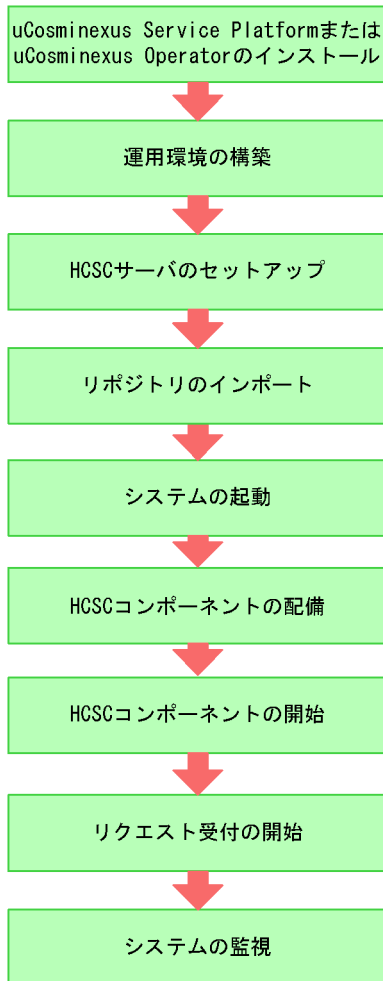 uCosminexus Service Platformまたは
uCosminexus Operatorのインストール
運用環境の構築
HCSCサーバのセットアップ
リポジトリのインポート
システムの起動
HCSCコンポーネントの配備
HCSCコンポーネントの開始
リクエスト受付の開始
システムの監視